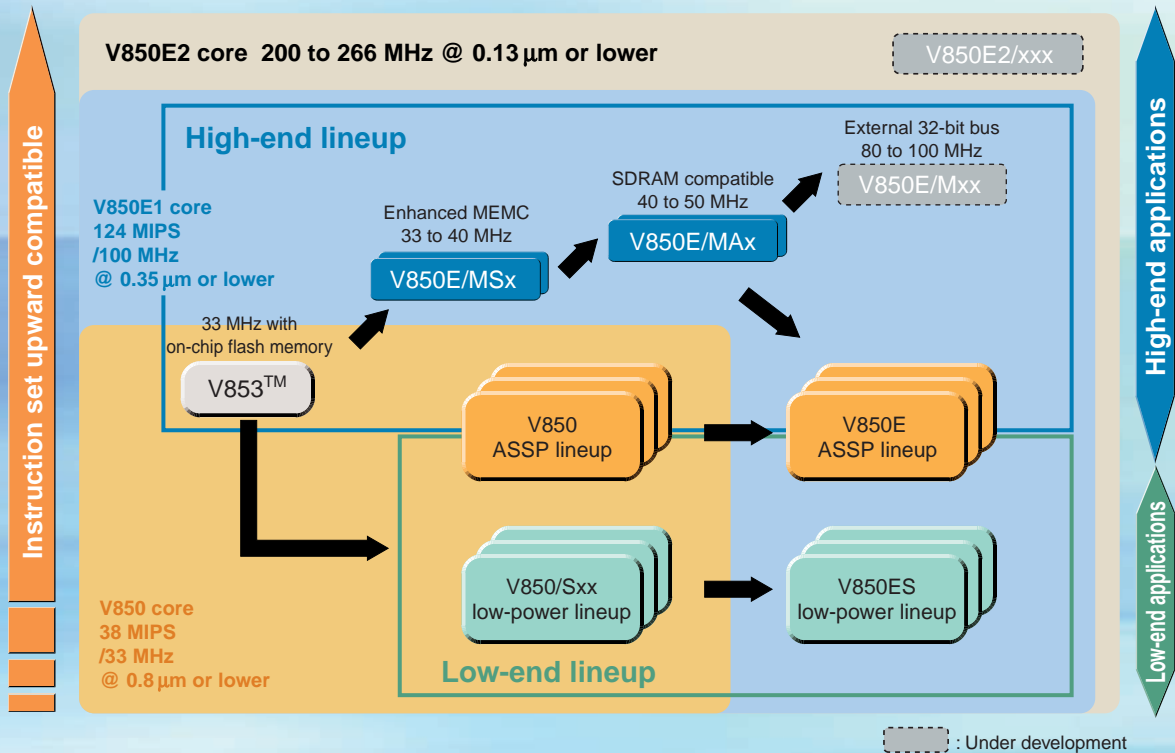 V850E2 core 200 to 266 MHz @ 0.13 µm or lower
V850E2/xxx
Instruction set upward compatible
High-end applications
Low-end applications
High-end lineup
External 32-bit bus
80 to 100 MHz
V850E/Mxx
SDRAM compatible
40 to 50 MHz
V850E/MAx
Enhanced MEMC
33 to 40 MHz
V850E/MSx
V850E1 core
124 MIPS
/100 MHz
@ 0.35 µm or lower
33 MHz with
on-chip flash memory
V853™
V850
ASSP lineup
V850E
ASSP lineup
V850/Sxx
low-power lineup
V850ES
low-power lineup
V850 core
38 MIPS
/33 MHz
@ 0.8 µm or lower
Low-end lineup
: Under development